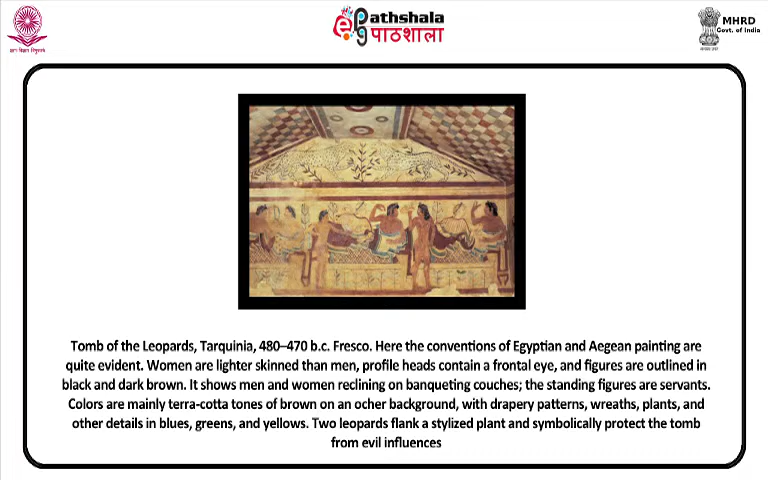 Pathshala
पाठशाला
MHRD
Govt. of India
Tomb of the Leopards, Tarquinia, 480–470 b.c. Fresco. Here the conventions of Egyptian and Aegean painting are
quite evident. Women are lighter skinned than men, profile heads contain a frontal eye, and figures are outlined in
black and dark brown. It shows men and women reclining on banqueting couches; the standing figures are servants.
Colors are mainly terra-cotta tones of brown on an ocher background, with drapery patterns, wreaths, plants, and
other details in blues, greens, and yellows. Two leopards flank a stylized plant and symbolically protect the tomb
from evil influences